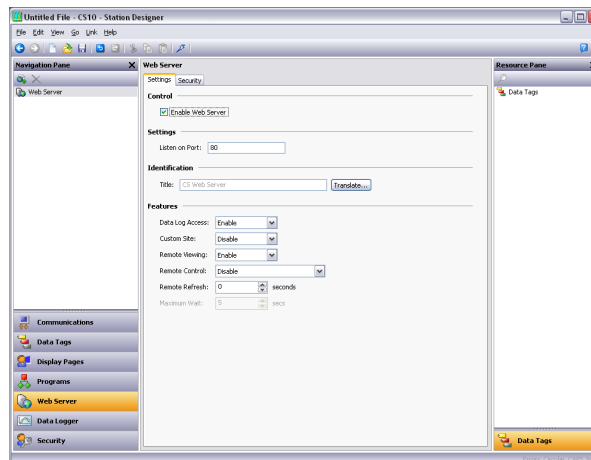 Untitled File - CS10 - Station Designer
File Edit View Go Link Help
Navigation Pane
Web Server
Resource Pane
Settings Security
Web Server
Data Tags
Control
Enable Web Server
Settings
Listen on Port: 80
Identification
Title: CS Web Server Translate...
Features
Data Log Access: Enable
Custom Site: Disable
Remote Viewing: Enable
Remote Control: Disable
Remote Refresh: 0 seconds
Maximum Wait: 5 secs
Communications
Data Tags
Display Pages
Programs
Web Server
Data Logger
Security
Data Tags